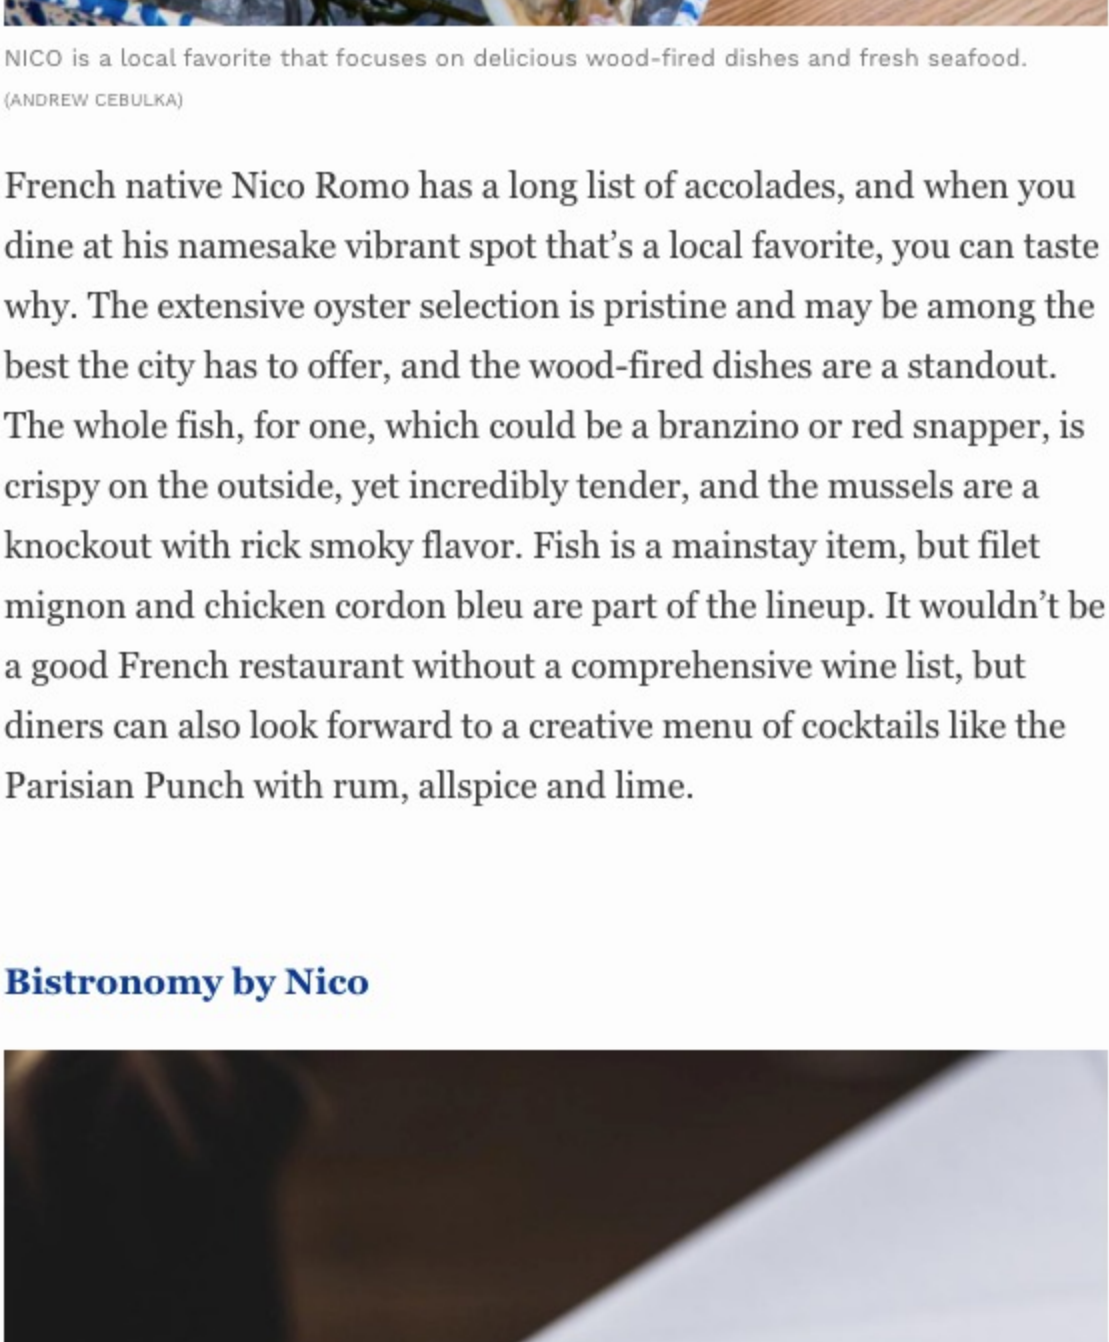 NICO is a local favorite that focuses on delicious wood-fired dishes and fresh seafood.
(ANDREW CEBULKA)
French native Nico Romo has a long list of accolades, and when you
dine at his namesake vibrant spot that’s a local favorite, you can taste
why. The extensive oyster selection is pristine and may be among the
best the city has to offer, and the wood-fired dishes are a standout.
The whole fish, for one, which could be a branzino or red snapper, is
crispy on the outside, yet incredibly tender, and the mussels are a
knockout with rick smoky flavor. Fish is a mainstay item, but filet
mignon and chicken cordon bleu are part of the lineup. It wouldn’t be
a good French restaurant without a comprehensive wine list, but
diners can also look forward to a creative menu of cocktails like the
Parisian Punch with rum, allspice and lime.
Bistronomy by Nico